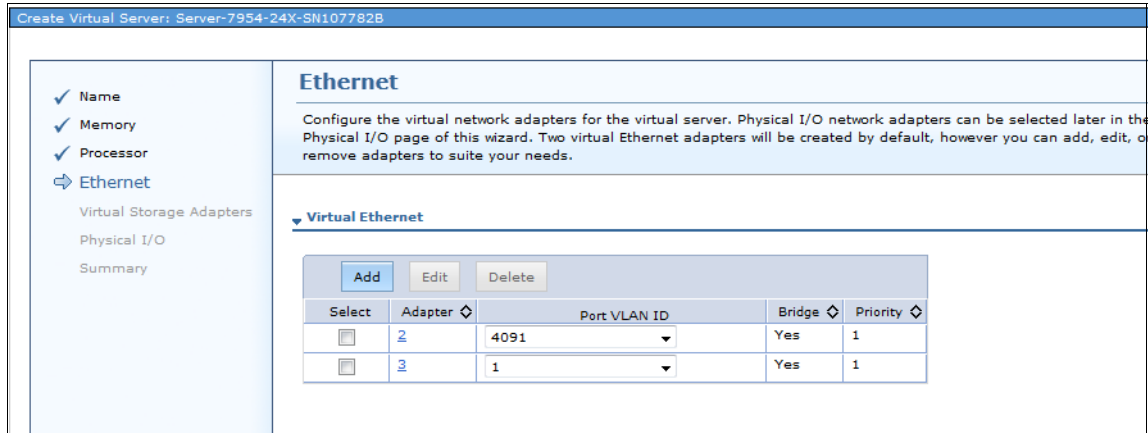 Create Virtual Server: Server-7954-24X-SN107782B
Name
Memory
Processor
Ethernet
Virtual Storage Adapters
Physical I/O
Summary
Ethernet
Configure the virtual network adapters for the virtual server. Physical I/O network adapters can be selected later in the
Physical I/O page of this wizard. Two virtual Ethernet adapters will be created by default, however you can add, edit, o
remove adapters to suite your needs.
Virtual Ethernet
Add Edit Delete
Select Adapter Port VLAN ID Bridge Priority
2 4091 Yes 1
3 1 Yes 1